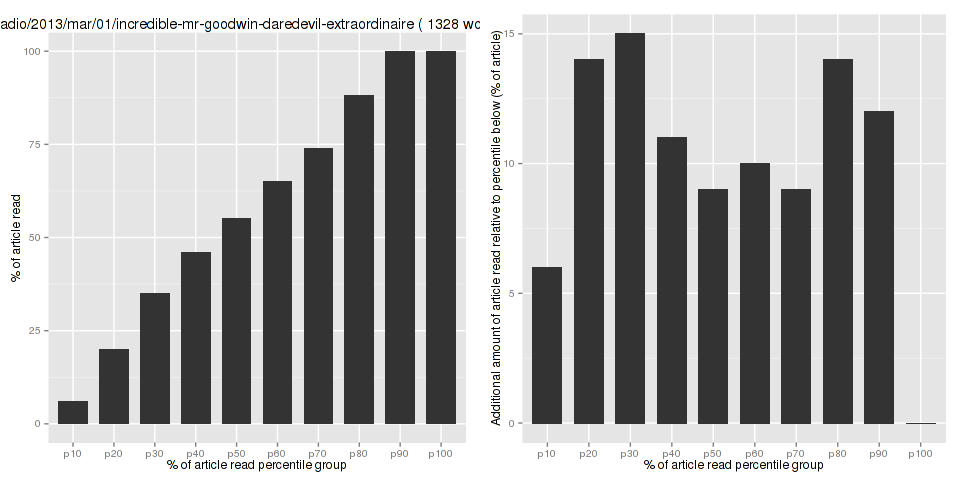 adio/2013/mar/01/incredible-mr-goodwin-daredevil-extraordinaire ( 1328 wo
100
75
50
25
0
% of article read
p10 p20 p30 p40 p50 p60 p70 p80 p90 p100
% of article read percentile group
15
10
5
0
Additional amount of article read relative to percentile below (% of article)
p10 p20 p30 p40 p50 p60 p70 p80 p90 p100
% of article read percentile group